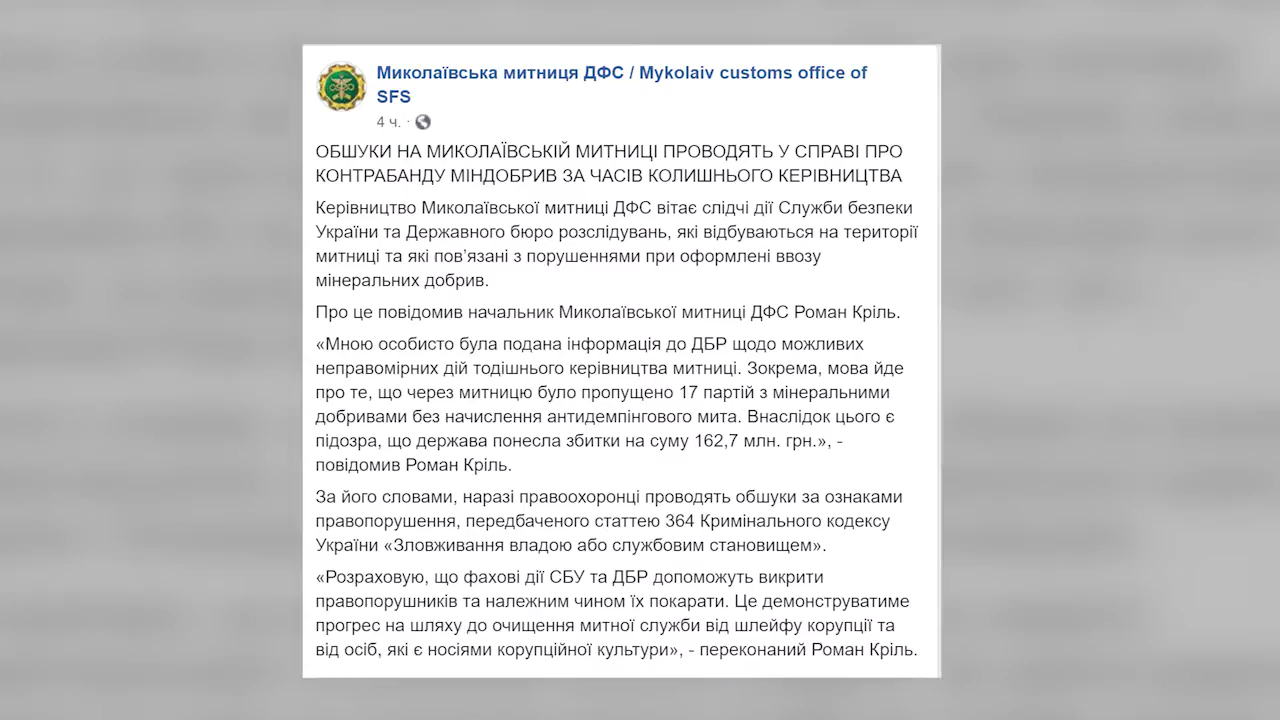 Миколаївська митниця ДФС / Mykolaiv customs office of
SFS
4 ч. ·
ОБШУКИ НА МИКОЛАЇВСЬКІЙ МИТНИЦІ ПРОВОДЯТЬ У СПРАВІ ПРО
КОНТРАБАНДУ МІНДОБРИВ ЗА ЧАСІВ КОЛИШНЬОГО КЕРІВНИЦТВА
Керівництво Миколаївської митниці ДФС вітає слідчі дії Служби безпеки
України та Державного бюро розслідувань, які відбуваються на території
митниці та які пов’язані з порушеннями при оформлені ввозу
мінеральних добрив.
Про це повідомив начальник Миколаївської митниці ДФС Роман Кріль.
«Мною особисто була подана інформація до ДБР щодо можливих
неправомірних дій тодішнього керівництва митниці. Зокрема, мова йде
про те, що через митницю було пропущено 17 партій з мінеральними
добривами без начислення антидемпінгового мита. Внаслідок цього є
підозра, що держава понесла збитки на суму 162,7 млн. грн.», -
повідомив Роман Кріль.
За його словами, наразі правоохоронці проводять обшуки за ознаками
правопорушення, передбаченого статтею 364 Кримінального кодексу
України «Зловживання владою або службовим становищем».
«Розраховую, що фахові дії СБУ та ДБР допоможуть викрити
правопорушників та належним чином їх покарати. Це демонструватиме
прогрес на шляху до очищення митної служби від шлейфу корупції та
від осіб, які є носіями корупційної культури», - переконаний Роман Кріль.